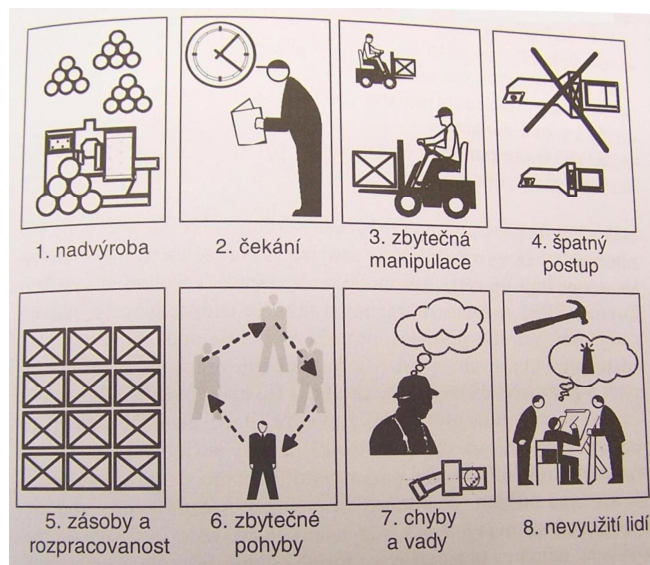 1. nadvýroba
2. čekání
3. zbytečná
manipulace
4. špatný
postup
5. zásoby a
rozpracovanost
6. zbytečné
pohyby
7. chyby
a vady
8. nevyužití lidí